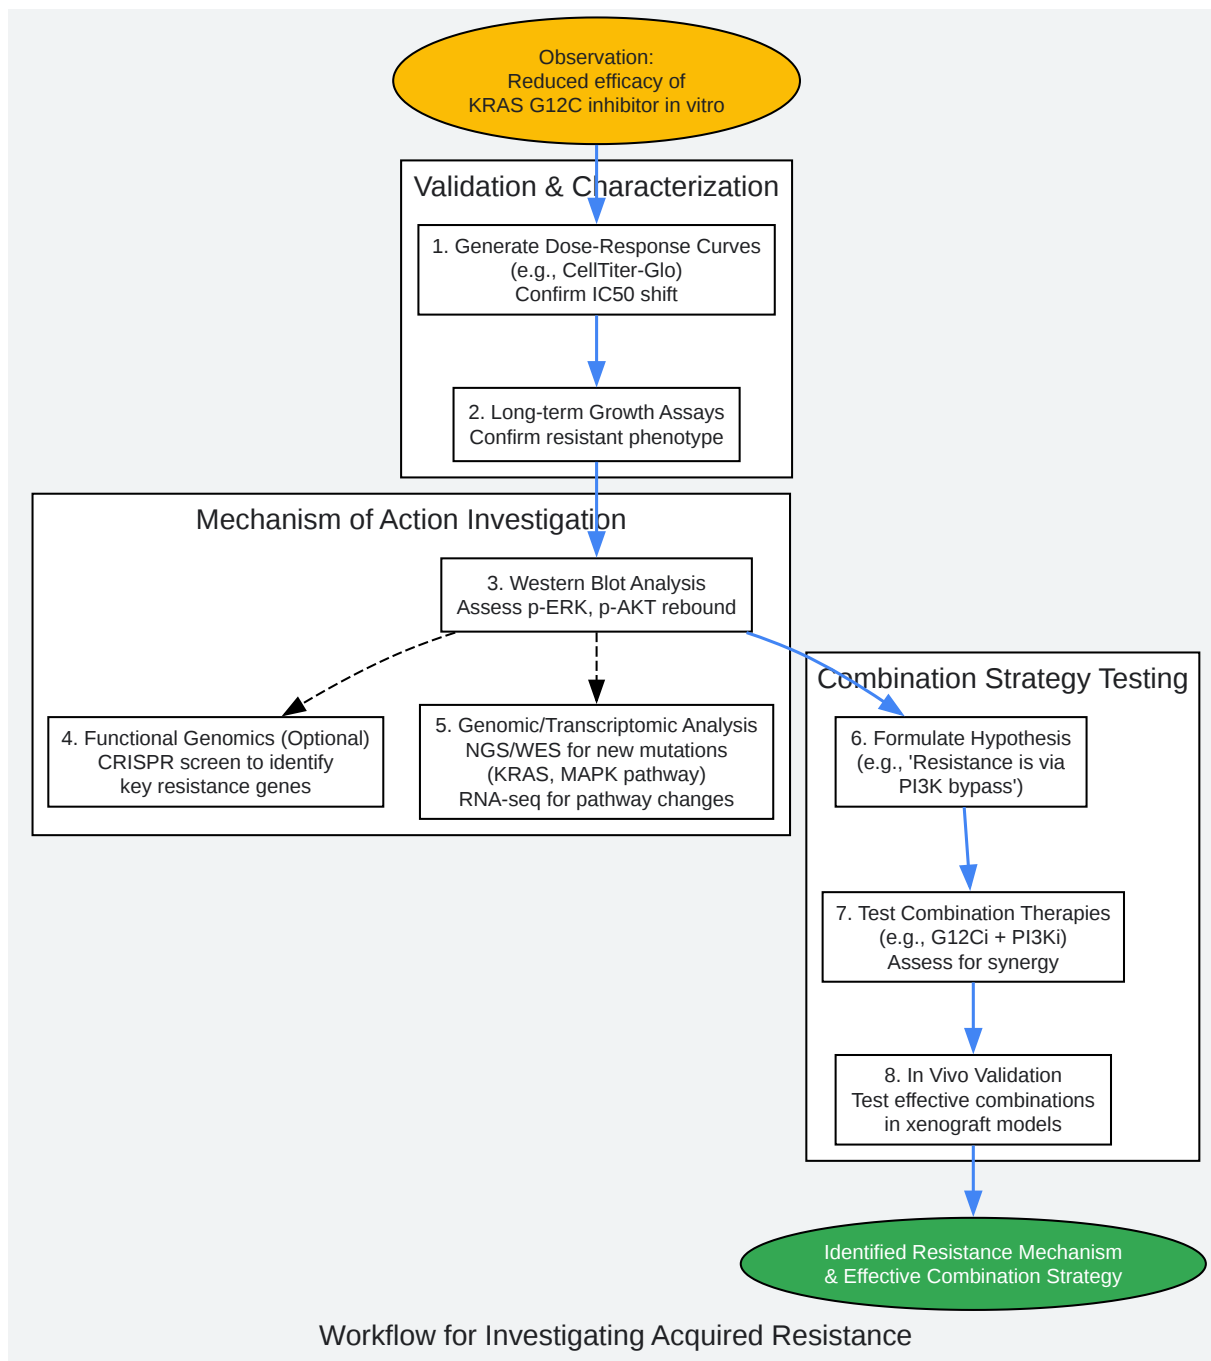 Observation:
Reduced efficacy of
KRAS G12C inhibitor in vitro
Validation & Characterization
1. Generate Dose-Response Curves
(e.g., CellTiter-Glo)
Confirm IC50 shift
2. Long-term Growth Assays
Confirm resistant phenotype
Mechanism of Action Investigation
3. Western Blot Analysis
Assess p-ERK, p-AKT rebound
4. Functional Genomics (Optional)
CRISPR screen to identify
key resistance genes
5. Genomic/Transcriptomic Analysis
NGS/WES for new mutations
(KRAS, MAPK pathway)
RNA-seq for pathway changes
Combination Strategy Testing
6. Formulate Hypothesis
(e.g., 'Resistance is via
PI3K bypass')
7. Test Combination Therapies
(e.g., G12Ci + PI3Ki)
Assess for synergy
8. In Vivo Validation
Test effective combinations
in xenograft models
Identified Resistance Mechanism
& Effective Combination Strategy
Workflow for Investigating Acquired Resistance